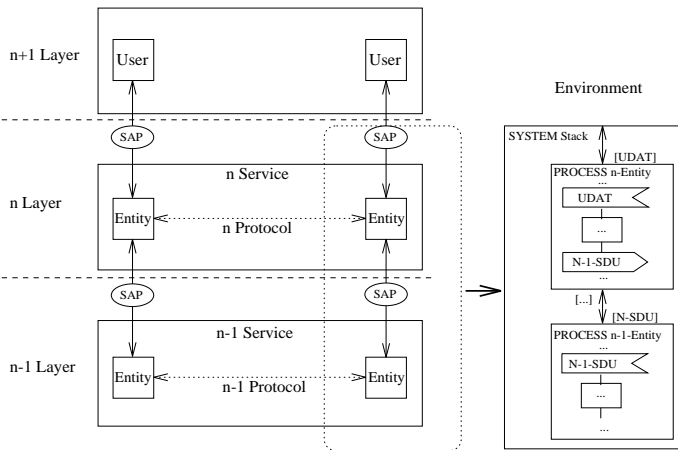 n+1 Layer
User
User
Environment
SAP
SAP
SYSTEM Stack
[UDAT]
n Service
PROCESS n-Entity
...
UDAT
n Layer
Entity
Entity
n Protocol
...
N-1-SDU
...
SAP
SAP
[...]
[N-SDU]
n-1 Service
PROCESS n-1-Entity
...
N-1-SDU
n-1 Layer
Entity
Entity
n-1 Protocol
...
...